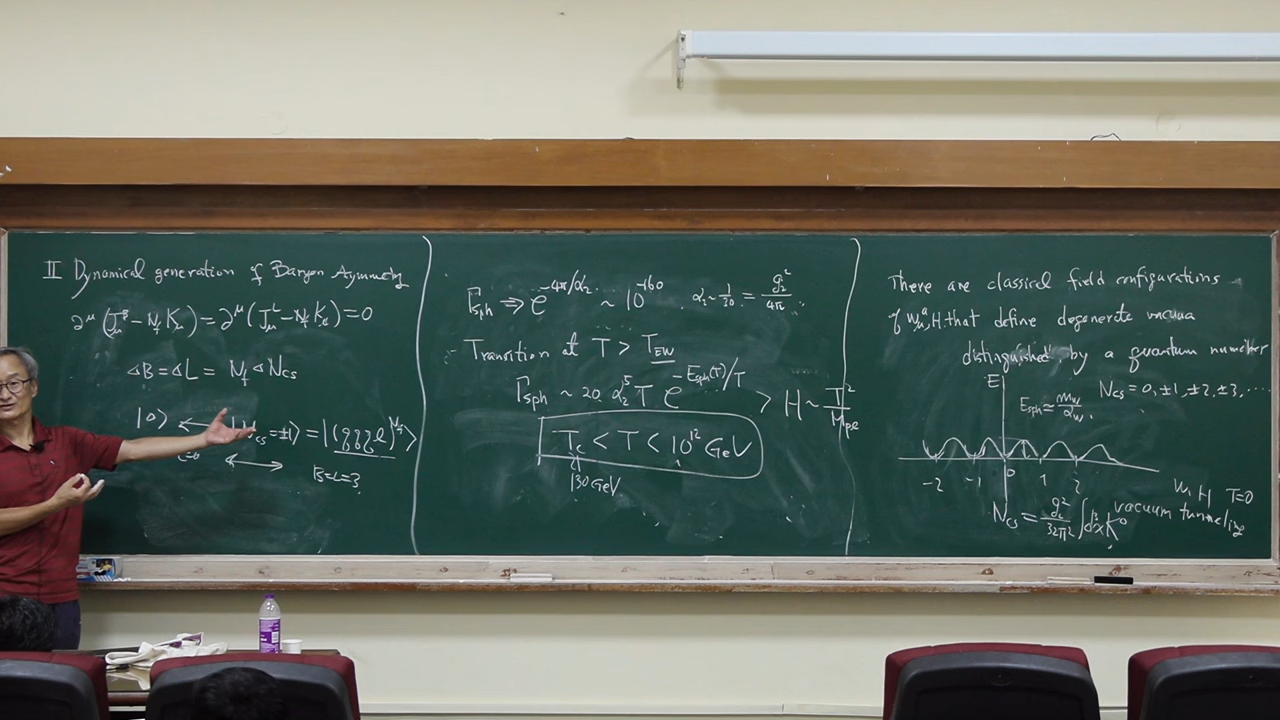 II Dynamical generation of Baryon Asymmetry
∂^μ (J_μ^B − N_f K_μ) = ∂^μ (J_μ^L − N_f K_μ) = 0
ΔB = ΔL = N_f ΔN_cs
|0⟩ ⟷ |N_cs = ±1⟩ = |(qqqℓ)^{N_f}⟩
B=L=3
Γ_sph ⇒ e^{−4π/α_2} ~ 10^{−160} α_2 ~ 1/30 = g_2^2/4π
- Transition at T > T_EW
Γ_sph ~ 20 α_2^5 T e^{−E_sph(T)/T} > H ~ T^2/M_pl
T_c < T < 10^{12} GeV
130 GeV
There are classical field configurations
of W_μ^a, H that define degenerate vacua
distinguished by a quantum number
N_cs = 0, ±1, ±2, ±3, ....
E
E_sph ≃ m_W/α_W
-2 -1 0 1 2
W, H T=0
vacuum tunneling
N_cs = g_2^2/32π^2 ∫d^3x K^0